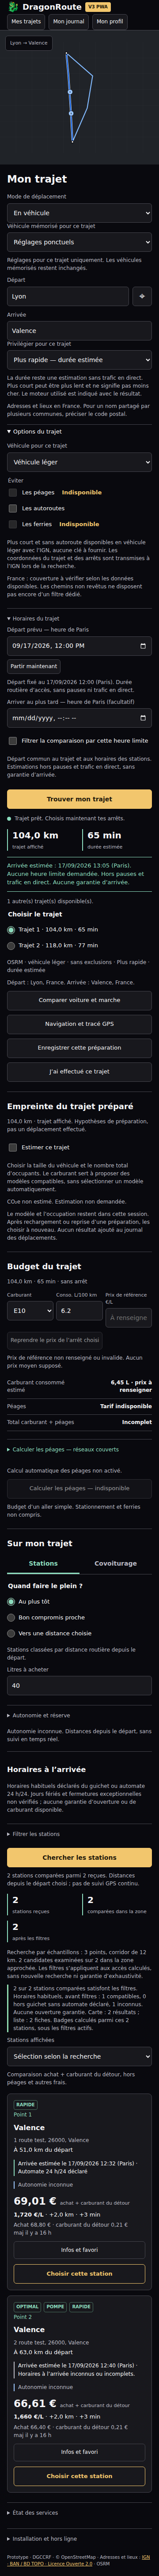 DragonRoute V3 PWA
Mes trajets Mon journal Mon profil
Lyon → Valence
Mon trajet
Mode de déplacement
En véhicule
Véhicule mémorisé pour ce trajet
Réglages ponctuels
Réglages pour ce trajet uniquement. Les véhicules
mémorisés restent inchangés.
Départ
Lyon
Arrivée
Valence
Privilégier pour ce trajet
Plus rapide — durée estimée
La durée reste une estimation sans trafic en direct.
Plus court peut être plus lent et ne signifie pas moins
cher. Le moteur utilisé est indiqué avec le résultat.
Adresses et lieux en France. Pour un nom partagé par
plusieurs communes, préciser le code postal.
▼ Options du trajet
Véhicule pour ce trajet
Véhicule léger
Éviter
Les péages Indisponible
Les autoroutes
Les ferries Indisponible
Plus court et sans autoroute disponibles en véhicule
léger avec l'IGN, aucune clé à fournir. Les
coordonnées du trajet et des arrêts sont transmises à
l'IGN lors de la recherche.
France : couverture à vérifier selon les données
disponibles. Les chemins non revêtus ne disposent
pas encore d'un filtre dédié.
▼ Horaires du trajet
Départ prévu — heure de Paris
09/17/2026, 12:00 PM
Partir maintenant
Départ fixé au 17/09/2026 12:00 (Paris). Durée
routière d'accès, sans pauses ni trafic en direct.
Arriver au plus tard — heure de Paris (facultatif)
mm/dd/yyyy, --:-- --
Filtrer la comparaison par cette heure limite
Départ commun au trajet et aux horaires des stations.
Estimations hors pauses et trafic en direct, sans
garantie d'arrivée.
Trouver mon trajet
Trajet prêt. Choisis maintenant tes arrêts.
104,0 km
trajet affiché
65 min
durée estimée
Arrivée estimée : 17/09/2026 13:05 (Paris).
Aucune heure limite demandée. Hors pauses et
trafic en direct. Aucune garantie d'arrivée.
1 autre(s) trajet(s) disponible(s).
Choisir le trajet
Trajet 1 · 104,0 km · 65 min
Trajet 2 · 118,0 km · 77 min
OSRM · véhicule léger · sans exclusions · Plus rapide ·
durée estimée
Départ : Lyon, France. Arrivée : Valence, France.
Comparer voiture et marche
Navigation et tracé GPS
Enregistrer cette préparation
J'ai effectué ce trajet
Empreinte du trajet préparé
104,0 km · trajet affiché. Hypothèses de préparation,
pas un déplacement effectué.
Estimer ce trajet
Choisir la taille du véhicule et le nombre total
d'occupants. Le carburant sert à proposer des
modèles compatibles, sans sélectionner un modèle
automatiquement.
CO₂e non estimé. Estimation non demandée.
Le modèle et l'occupation restent dans cette session.
Après rechargement ou reprise d'une préparation, les
choisir à nouveau. Aucun résultat ajouté au journal
des déplacements.
Budget du trajet
104,0 km · 65 min · sans arrêt
Carburant
E10
Conso. L/100 km
6.2
Prix de référence
€/L
À renseigne
Reprendre le prix de l'arrêt choisi
Prix de référence non renseigné ou invalide. Aucun
prix moyen supposé.
Carburant consommé
estimé
6,45 L · prix à
renseigner
Péages Tarif indisponible
Total carburant + péages Incomplet
► Calculer les péages — réseaux couverts
Calcul automatique des péages non activé.
Calculer les péages — indisponible
Budget d'un aller simple. Stationnement et ferries
non compris.
Sur mon trajet
Stations Covoiturage
Quand faire le plein ?
Au plus tôt
Bon compromis proche
Vers une distance choisie
Stations classées par distance routière depuis le
départ.
Litres à acheter
40
► Autonomie et réserve
Autonomie inconnue. Distances depuis le départ, sans
suivi en temps réel.
Horaires à l'arrivée
Horaires habituels déclarés du guichet ou automate
24 h/24. Jours fériés et fermetures exceptionnelles
non vérifiés ; aucune garantie d'ouverture ou de
carburant disponible.
► Filtrer les stations
Chercher les stations
2 stations comparées parmi 2 reçues. Distances
depuis le départ choisi ; pas de suivi GPS continu.
2
stations reçues
2
comparées dans la zone
2
après les filtres
Recherche par échantillons : 3 points, corridor de 12
km. 2 candidates examinées sur 2 dans la zone
approchée. Les filtres s'appliquent aux accès calculés,
sans nouvelle recherche ni garantie d'exhaustivité.
2 sur 2 stations reçues satisfont les filtres.
Horaires habituels, avant filtres : 1 compatibles, 0
hors guichet sans automate déclaré, 1 inconnus.
Aucune ouverture garantie. Carte : 2 résultats ;
liste : 2 fiches. Badges calculés parmi ces 2
stations, sous les filtres actifs.
Stations affichées
Sélection selon la recherche
Comparaison achat + carburant du détour, hors
péages et autres frais.
RAPIDE
Point 1
Valence
1 route test, 26000, Valence
À 51,0 km du départ
Arrivée estimée le 17/09/2026 12:32 (Paris) ·
Automate 24 h/24 déclaré
Autonomie inconnue
69,01 € achat + carburant du détour
1,720 €/L · +2,0 km · +3 min
Achat 68,80 € · carburant du détour 0,21 €
maj il y a 16 h
Infos et favori
Choisir cette station
OPTIMAL POMPE RAPIDE
Point 2
Valence
2 route test, 26000, Valence
À 63,0 km du départ
Arrivée estimée le 17/09/2026 12:40 (Paris) ·
Horaires à l'arrivée inconnus ou incomplets.
Autonomie inconnue
66,61 € achat + carburant du détour
1,660 €/L · +2,0 km · +3 min
Achat 66,40 € · carburant du détour 0,21 €
maj il y a 16 h
Infos et favori
Choisir cette station
► État des services
► Installation et hors ligne
Prototype · DGCCRF · © OpenStreetMap · Adresses et lieux : IGN
· BAN / BD TOPO · Licence Ouverte 2.0 · OSRM